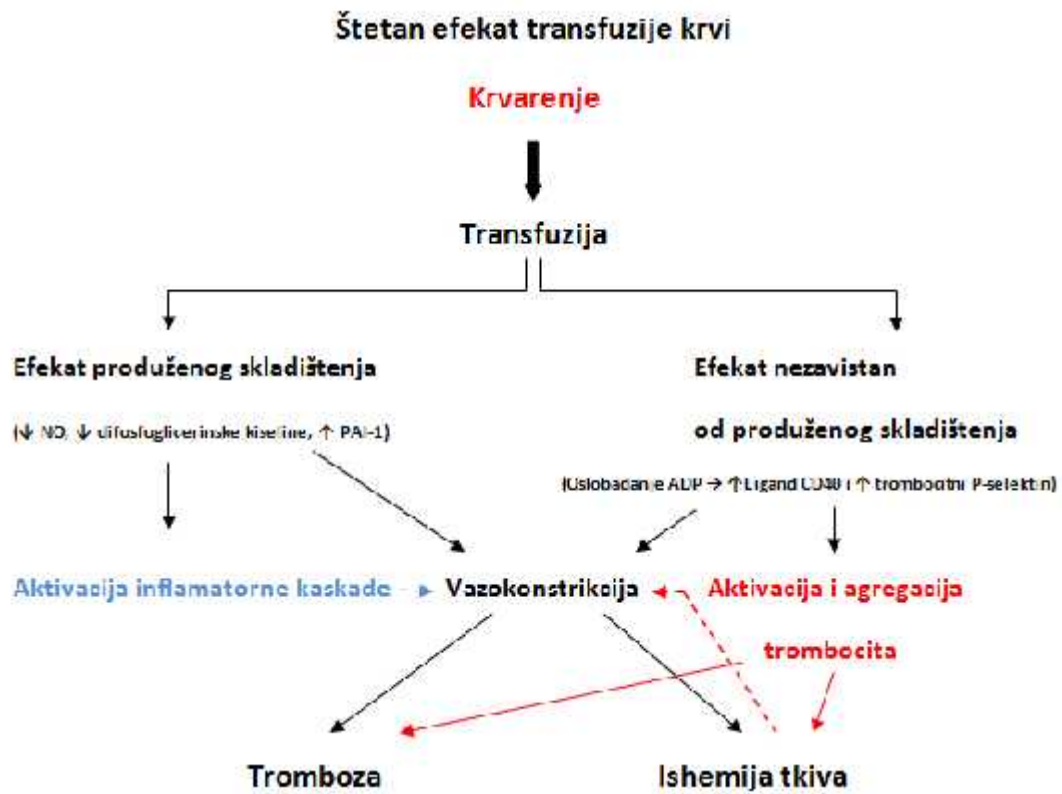 Štetan efekat transfuzije krvi
Krvarenje
Transfuzija
Efekat produženog skladištenja
(↓ NO, ↓ difosfoglicerinske kiseline, ↑ PAI-1)
Efekat nezavistan
od produženog skladištenja
(Oslobađanje ADP → ↑Ligand CD40 i ↑ trombocitni P-selektin)
Aktivacija inflamatorne kaskade
Vazokonstrikcija
Aktivacija i agregacija
trombocita
Tromboza
Ishemija tkiva